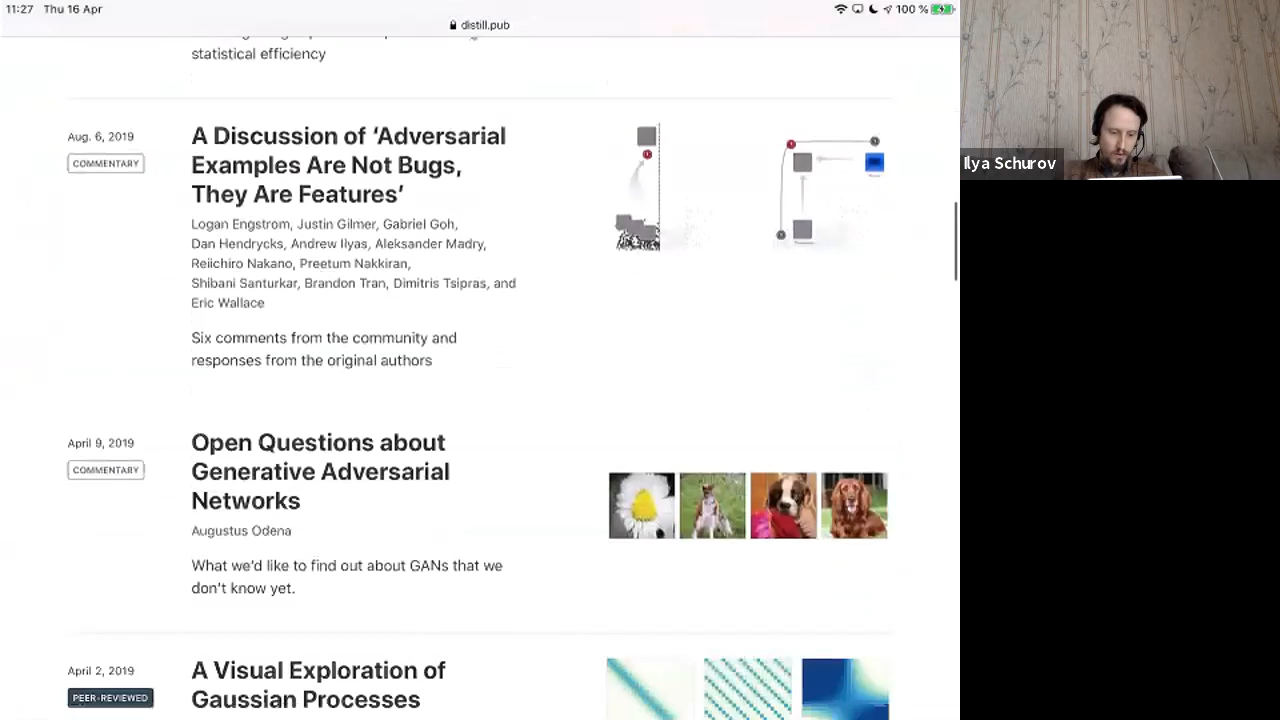 11:27 Thu 16 Apr
100 %
distill.pub
statistical efficiency
Aug. 6, 2019
COMMENTARY
A Discussion of ‘Adversarial
Examples Are Not Bugs,
They Are Features’
Logan Engstrom, Justin Gilmer, Gabriel Goh,
Dan Hendrycks, Andrew Ilyas, Aleksander Madry,
Reiichiro Nakano, Preetum Nakkiran,
Shibani Santurkar, Brandon Tran, Dimitris Tsipras, and
Eric Wallace
Six comments from the community and
responses from the original authors
April 9, 2019
COMMENTARY
Open Questions about
Generative Adversarial
Networks
Augustus Odena
What we'd like to find out about GANs that we
don't know yet.
April 2, 2019
PEER-REVIEWED
A Visual Exploration of
Gaussian Processes
Ilya Schurov